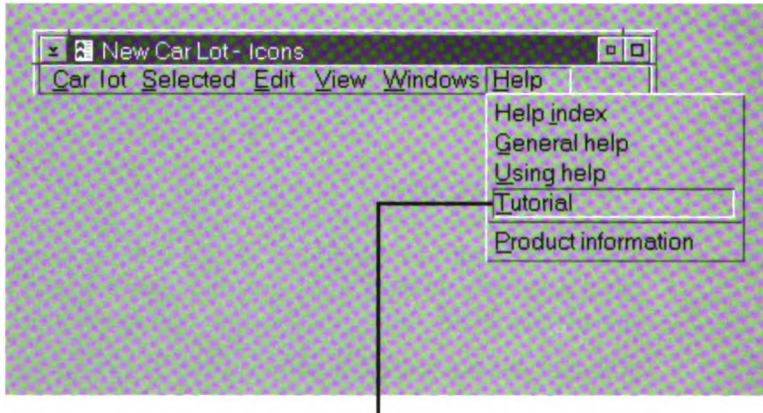 New Car Lot - Icons
Car lot Selected Edit View Windows Help
Help index
General help
Using help
Tutorial
Product information